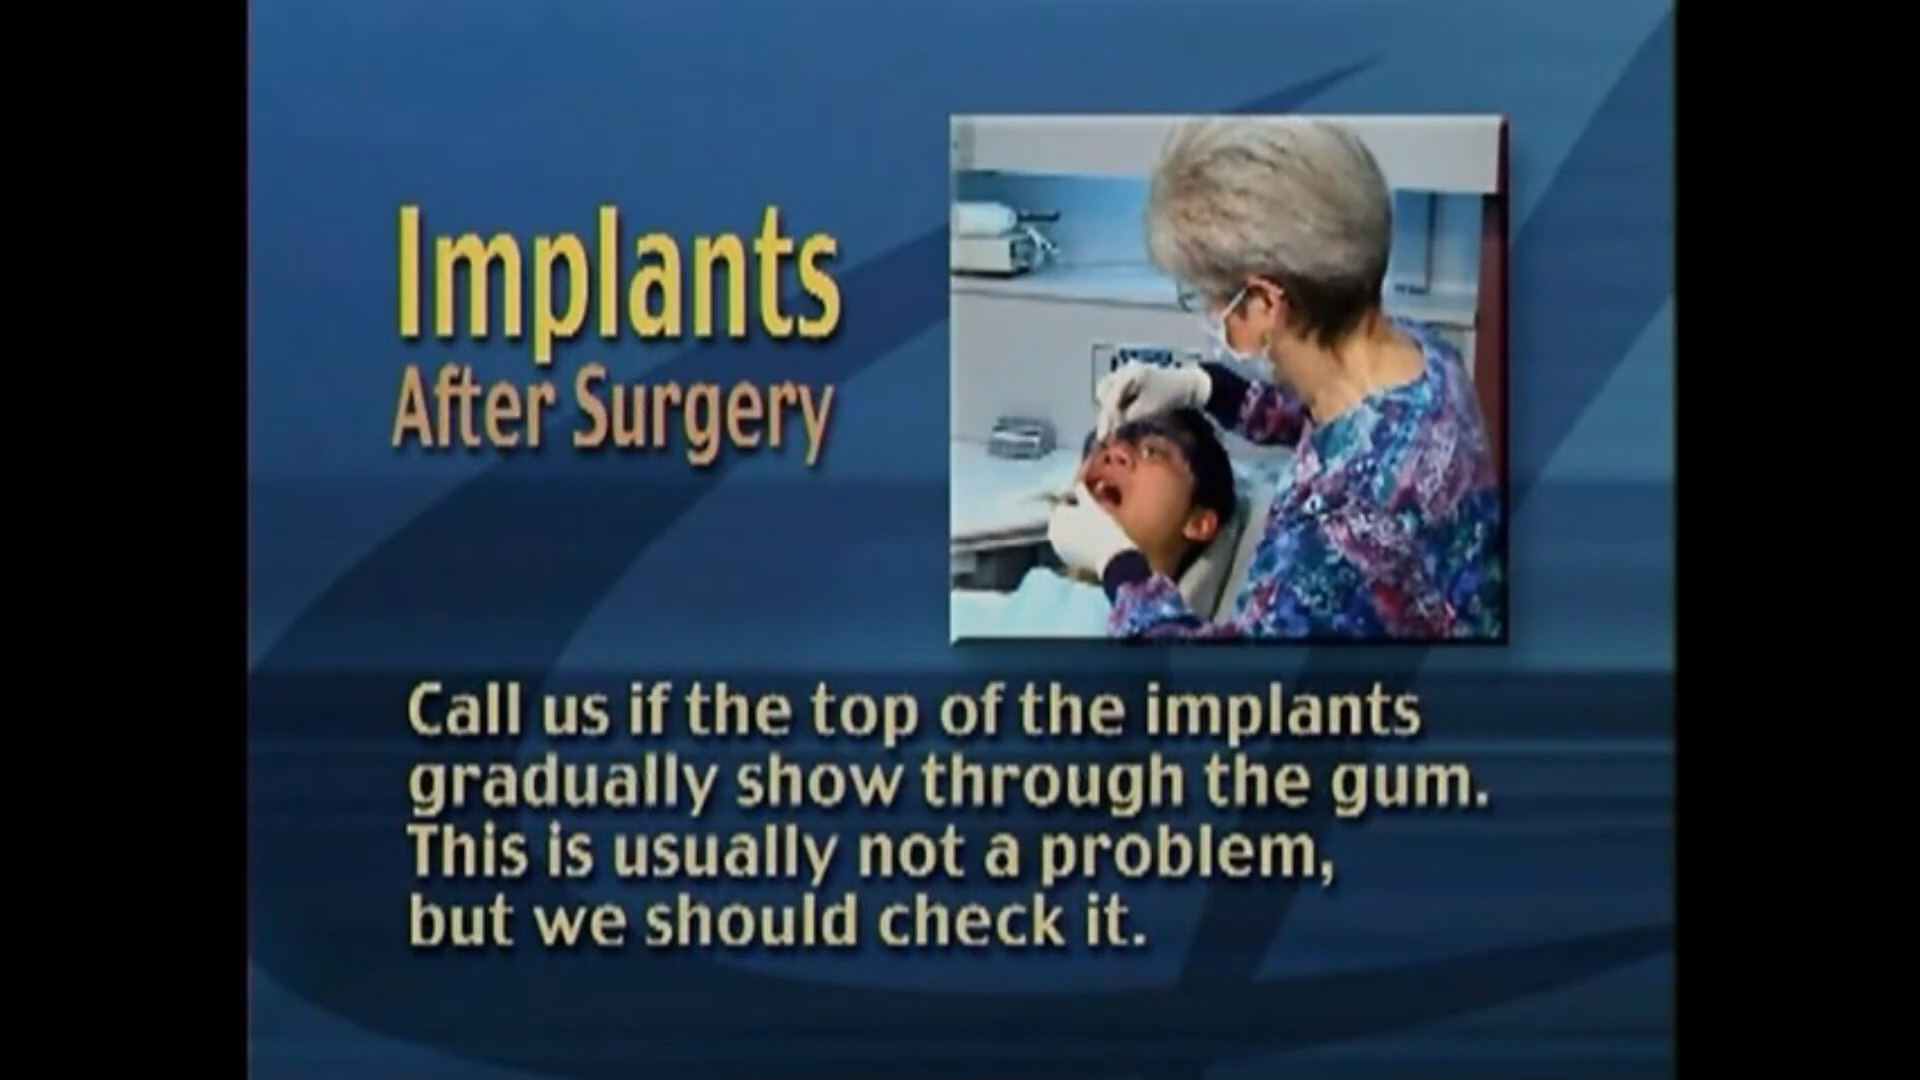 Implants
After Surgery
Call us if the top of the implants
gradually show through the gum.
This is usually not a problem,
but we should check it.